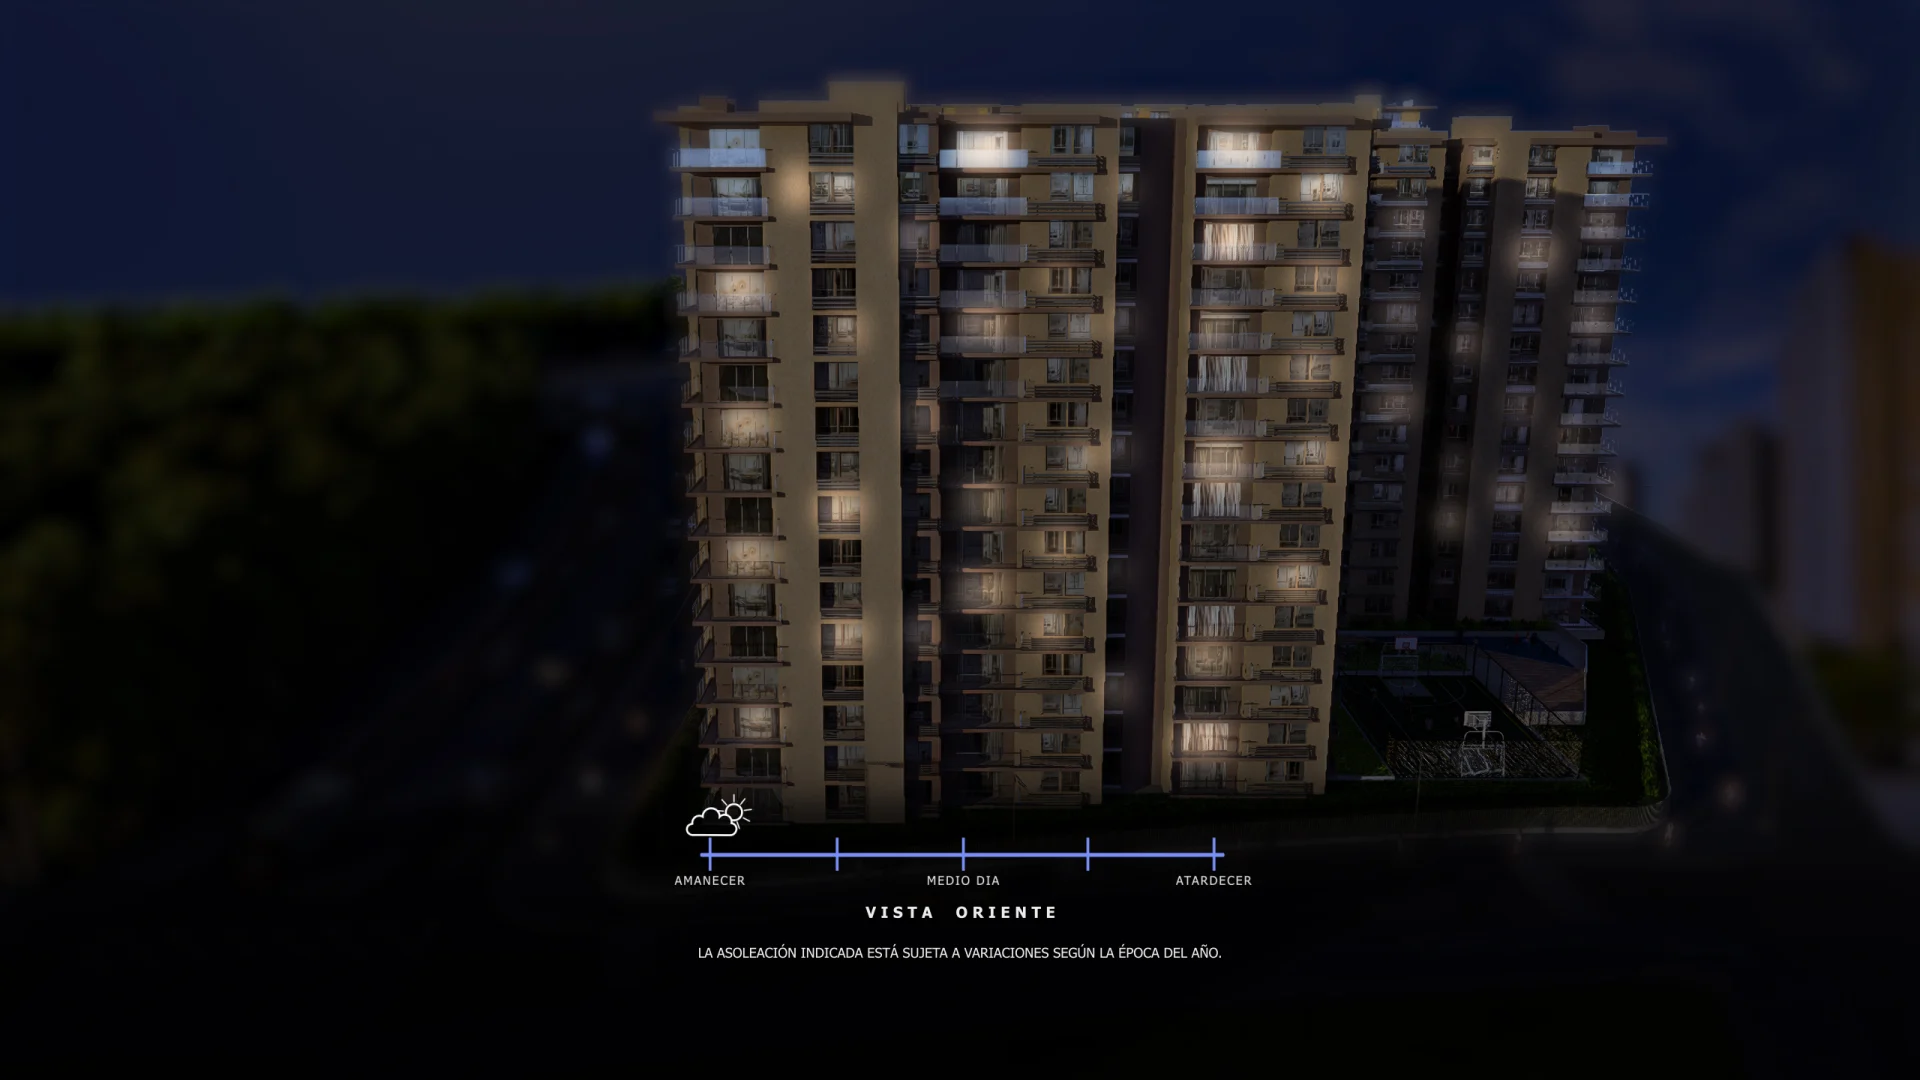 AMANECER MEDIO DIA ATARDECER
VISTA ORIENTE
LA ASOLEACIÓN INDICADA ESTÁ SUJETA A VARIACIONES SEGÚN LA ÉPOCA DEL AÑO.